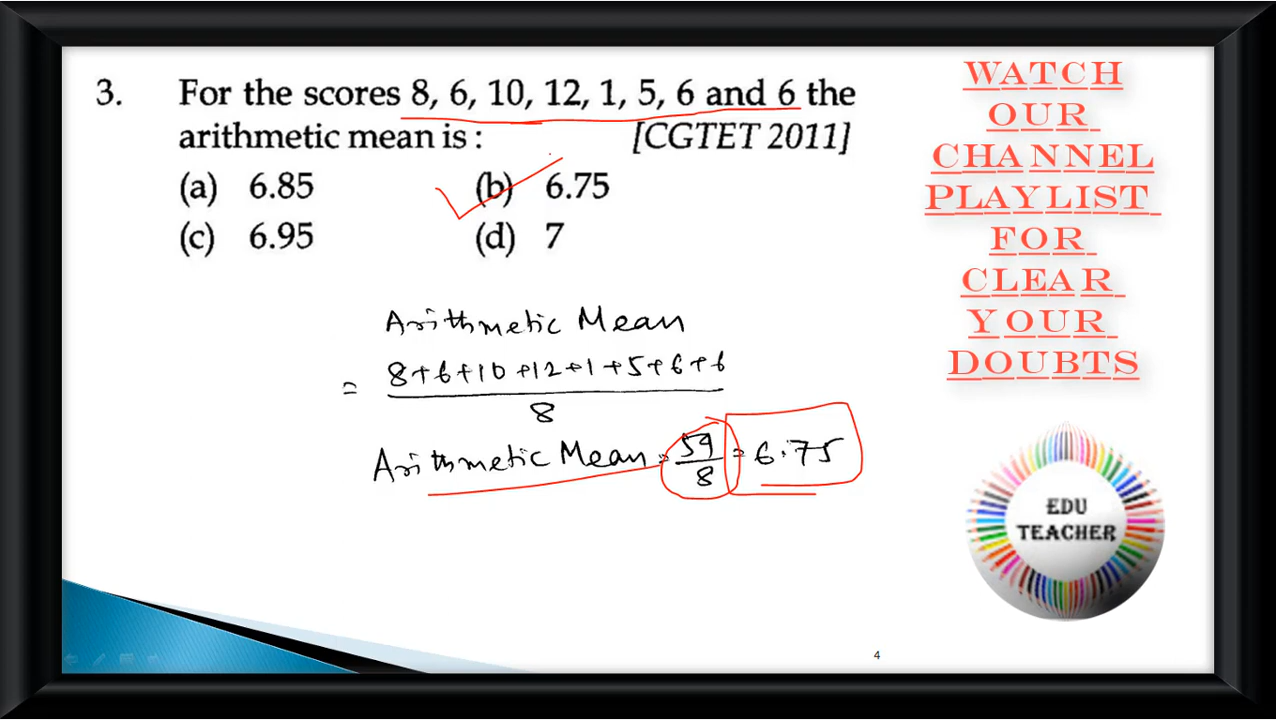 3. For the scores 8, 6, 10, 12, 1, 5, 6 and 6 the
arithmetic mean is : [CGTET 2011]
(a) 6.85 (b) 6.75
(c) 6.95 (d) 7
Arithmetic Mean
= 8+6+10+12+1+5+6+6
8
Arithmetic Mean = 59/8 = 6.75
WATCH
OUR
CHANNEL
PLAYLIST
FOR
CLEAR
YOUR
DOUBTS
EDU
TEACHER
4